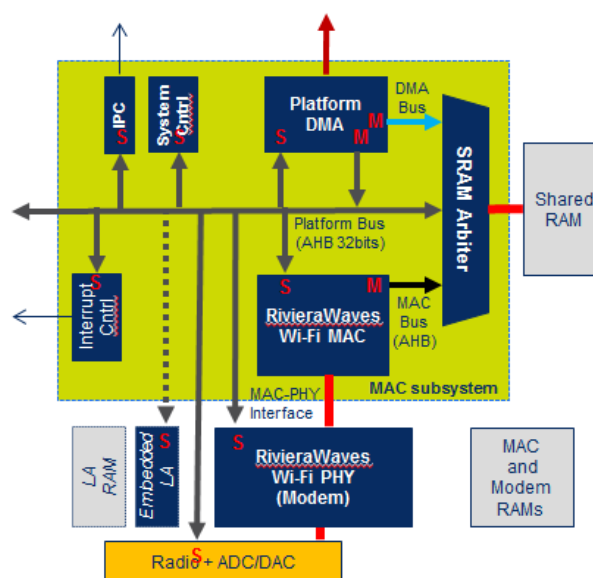 IPC
S
System
Cntrl
S
Platform
DMA
M
S
M
DMA
Bus
SRAM Arbiter
Shared
RAM
Platform Bus
(AHB 32bits)
S
Interrupt
Cntrl
S
M
RivieraWaves
Wi-Fi MAC
MAC
Bus
(AHB)
MAC subsystem
MAC-PHY
Interface
LA
RAM
S
Embedded
LA
S
RivieraWaves
Wi-Fi PHY
(Modem)
MAC
and
Modem
RAMs
S
Radio + ADC/DAC